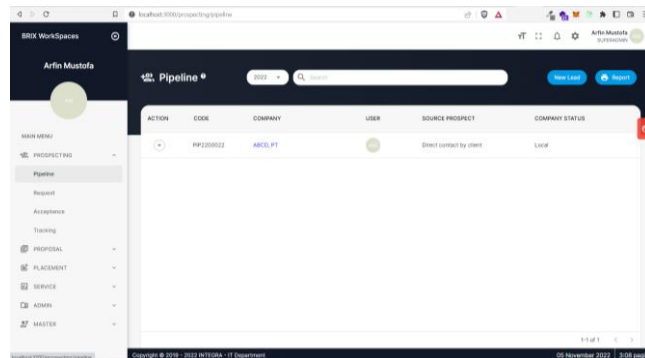 localhost:3000/prospecting/pipeline
BRIX WorkSpaces
Arfin Mustofa
SUPERADMIN
Arfin Mustofa
Pipeline
2022
Search
New Lead
Report
ACTION CODE COMPANY USER SOURCE PROSPECT COMPANY STATUS
PIP2200022 ABCD, PT Direct contact by client Local
MAIN MENU
PROSPECTING
Pipeline
Request
Acceptance
Tracking
PROPOSAL
PLACEMENT
SERVICE
ADMIN
MASTER
1-1 of 1
Copyright © 2019 - 2022 INTEGRA - IT Department
05 November 2022 3:08 pag